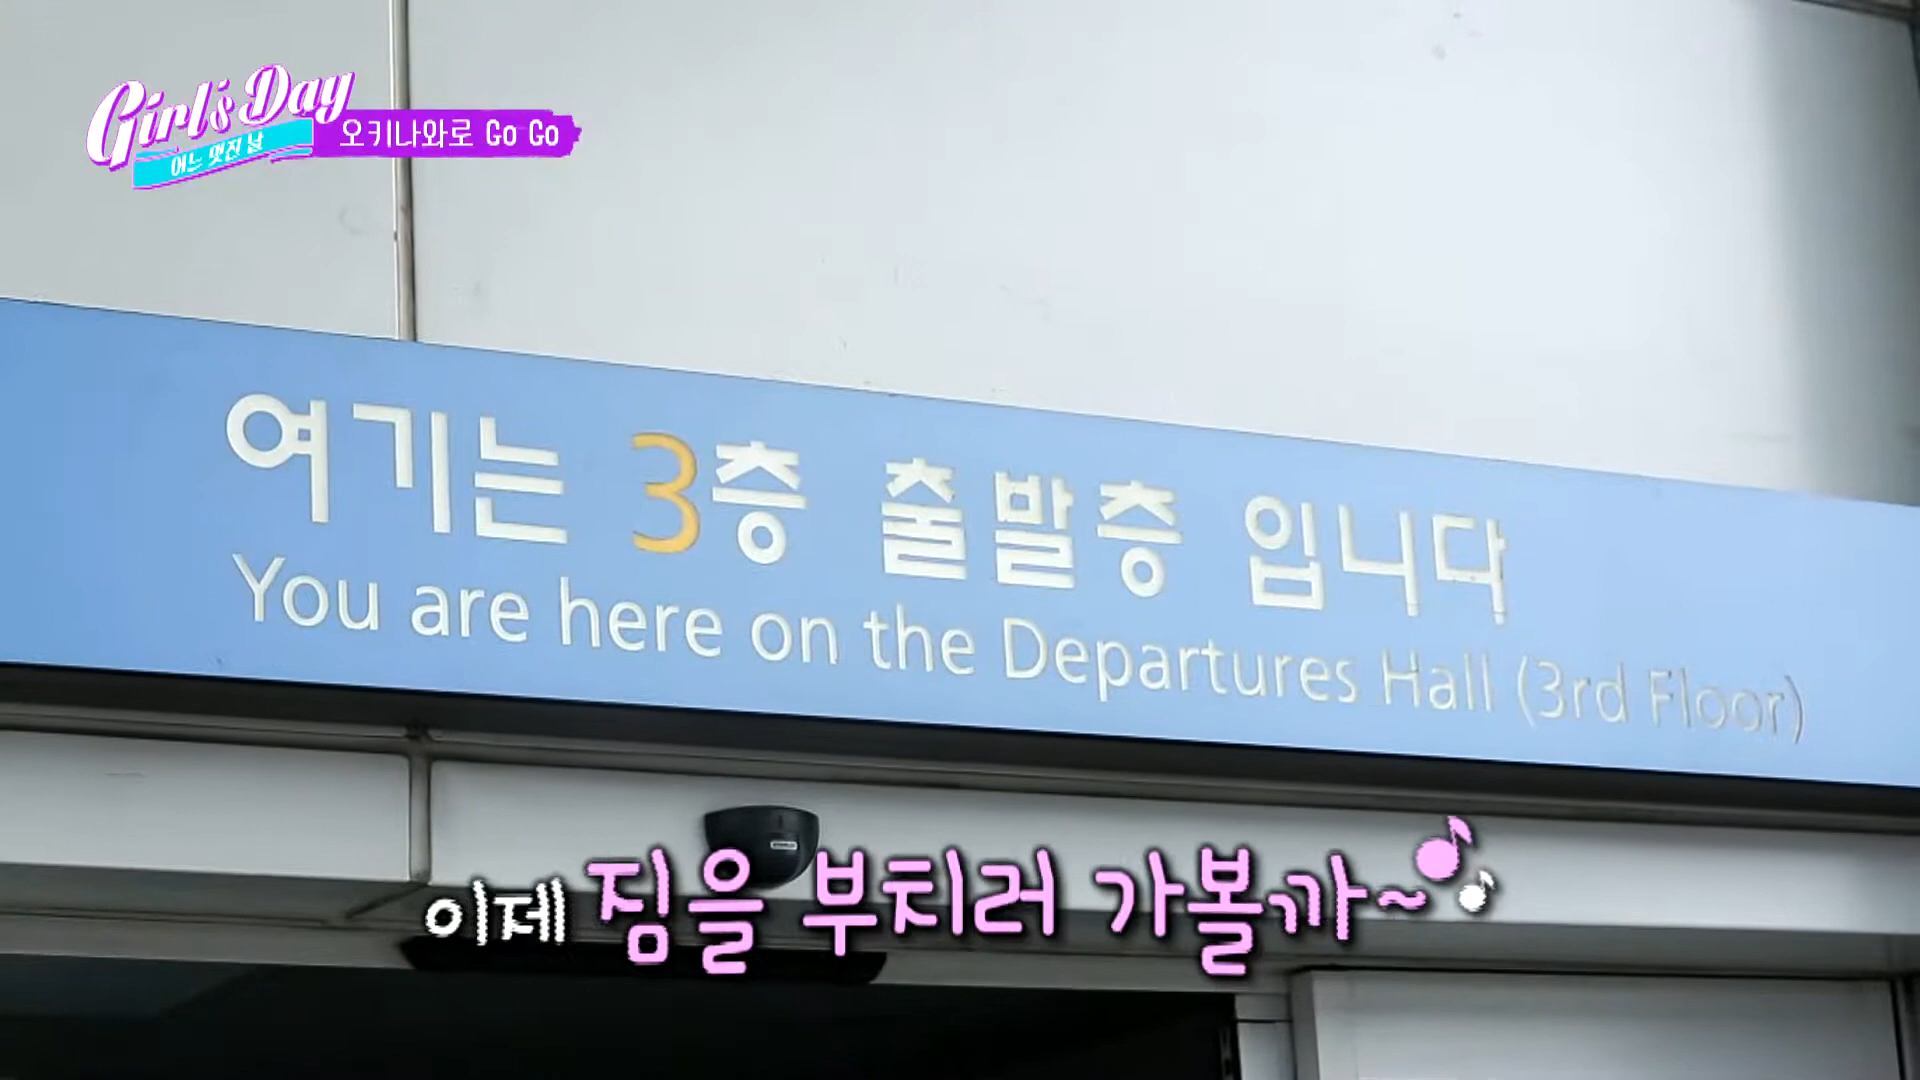 Girl's Day
어느 멋진 날
오키나와로 Go Go
여기는 3층 출발층 입니다
You are here on the Departures Hall (3rd Floor)
이제 짐을 부치러 가볼까~